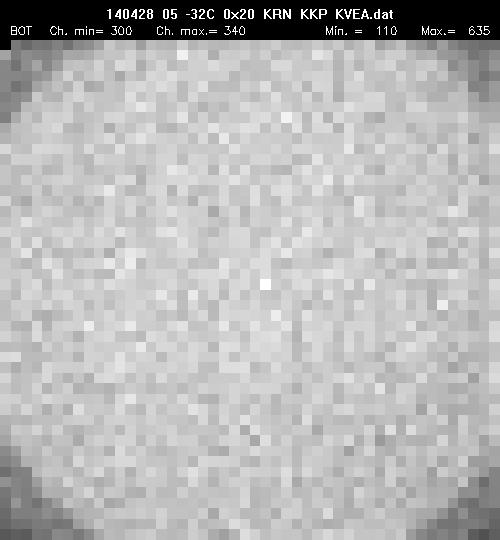 140428 05 -32C 0x20 KRN KKP KVEA.dat
BOT Ch. min= 300 Ch. max.= 340 Min. = 110 Max.= 635